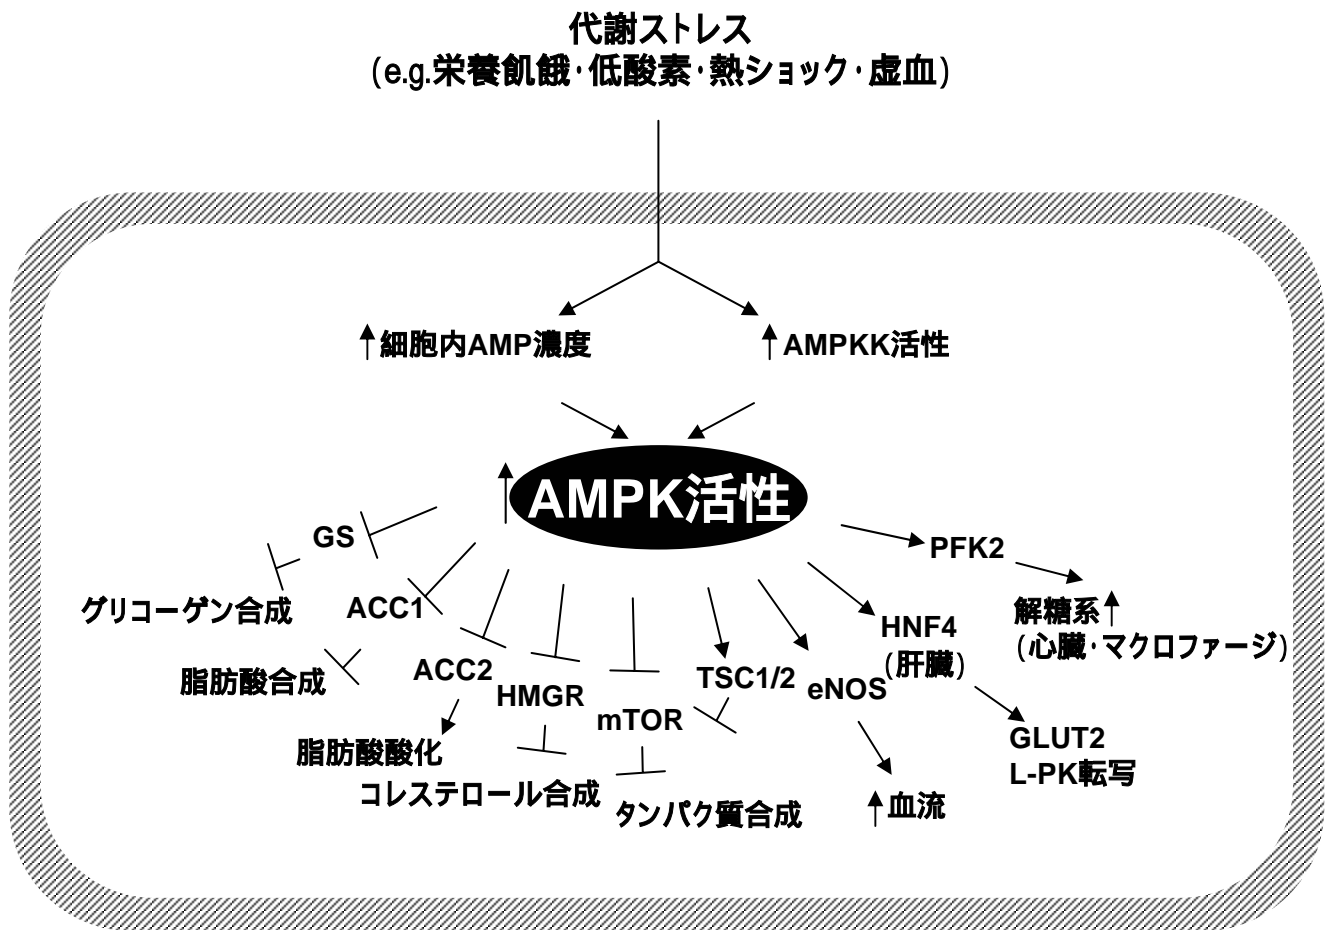 代謝ストレス
(e.g.栄養飢餓･低酸素･熱ショック･虚血)
↑細胞内AMP濃度
↑AMPKK活性
↑AMPK活性
GS
PFK2
グリコーゲン合成
ACC1
解糖系↑
(心臓･マクロファージ)
HNF4
(肝臓)
脂肪酸合成
ACC2
HMGR
mTOR
TSC1/2
eNOS
脂肪酸酸化
コレステロール合成
タンパク質合成
↑血流
GLUT2
L-PK転写